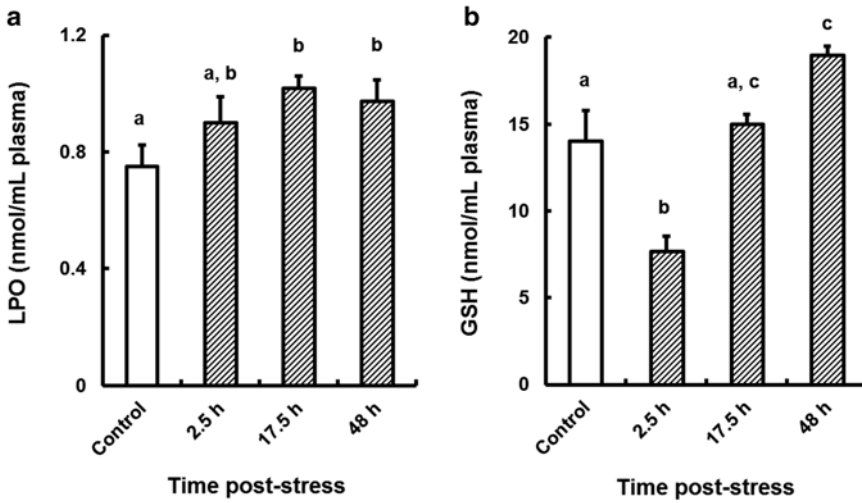 a
1.2
0.8
0.4
0
LPO (nmol/mL plasma)
a
a, b
b
b
Control
2.5 h
17.5 h
48 h
Time post-stress
b
20
15
10
5
0
GSH (nmol/mL plasma)
a
b
a, c
c
Control
2.5 h
17.5 h
48 h
Time post-stress